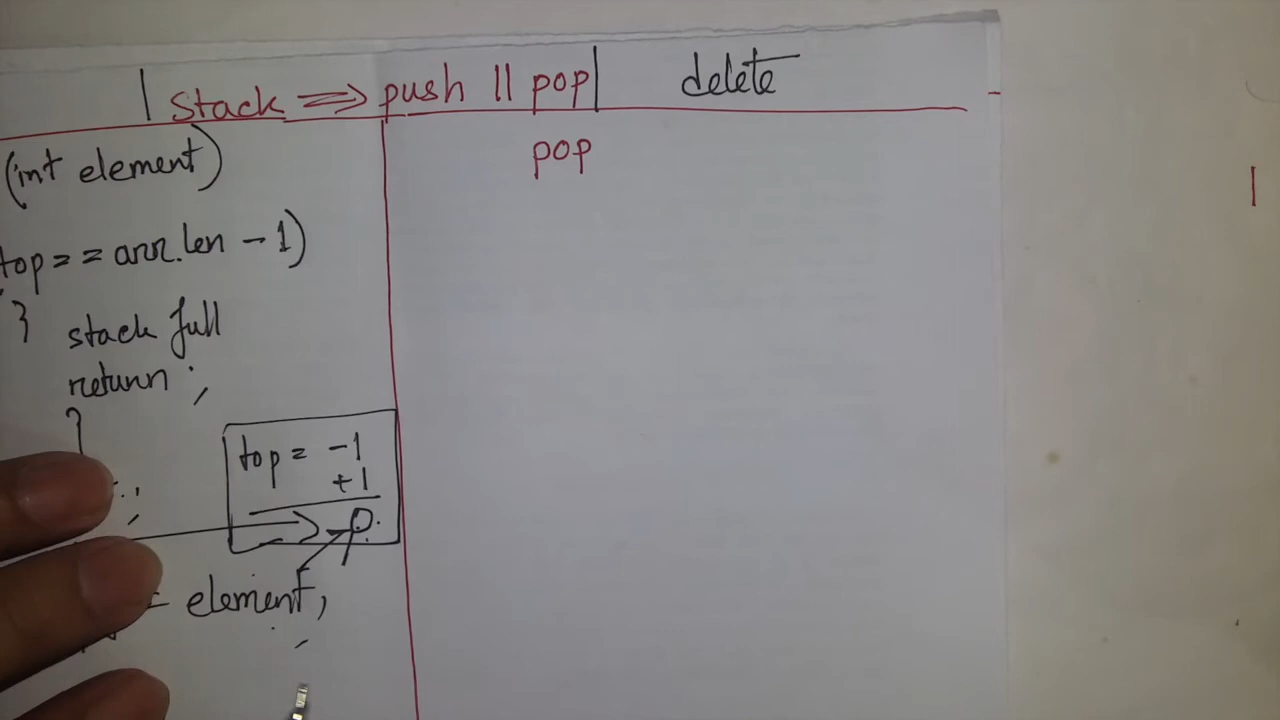 | stack ⇒ push || pop | delete
(int element)
top == arr.len - 1)
} stack full
return ;
}
top = -1
+1
0
= element;
pop